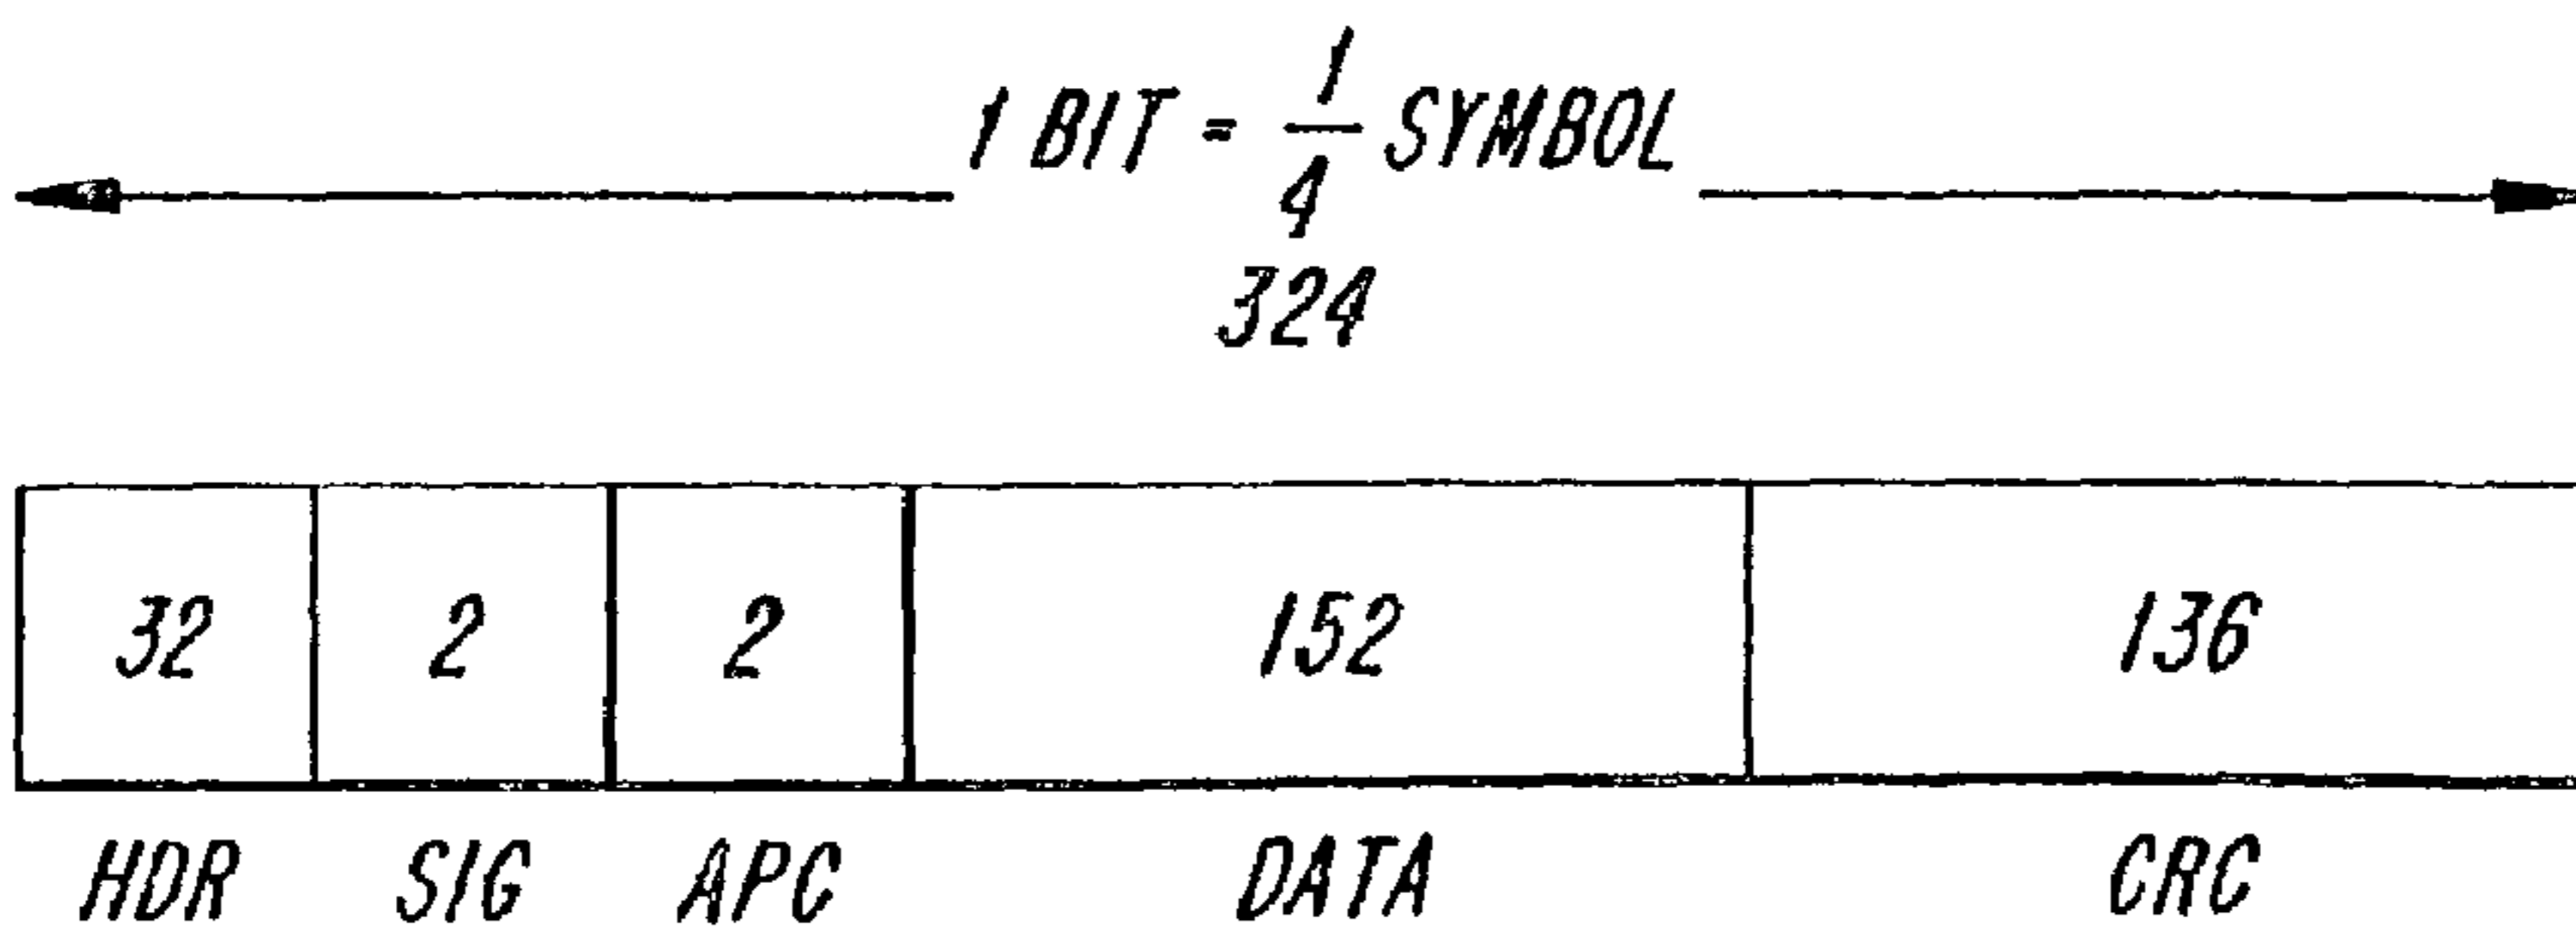 1 BIT = 1/4 SYMBOL
324
32 2 2 152 136
HDR SIG APC DATA CRC